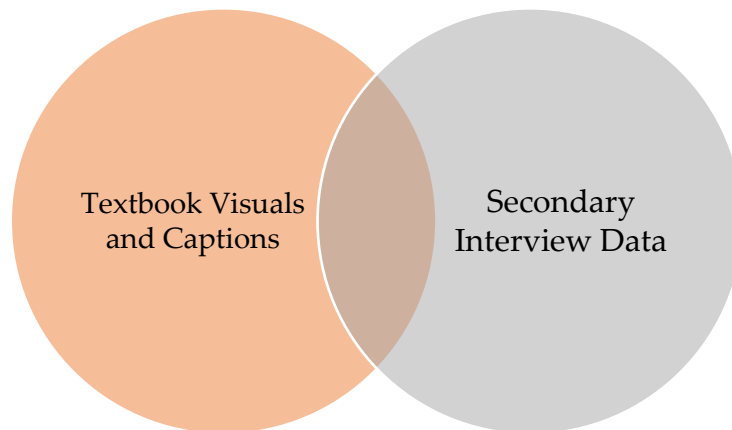 Textbook Visuals
and Captions
Secondary
Interview Data